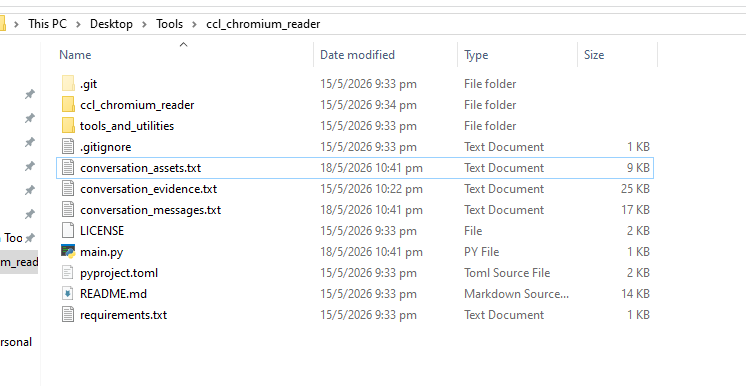 This PC > Desktop > Tools > ccl_chromium_reader
Name Date modified Type Size
.git 15/5/2026 9:33 pm File folder
ccl_chromium_reader 15/5/2026 9:34 pm File folder
tools_and_utilities 15/5/2026 9:33 pm File folder
.gitignore 15/5/2026 9:33 pm Text Document 1 KB
conversation_assets.txt 18/5/2026 10:41 pm Text Document 9 KB
conversation_evidence.txt 15/5/2026 10:22 pm Text Document 25 KB
conversation_messages.txt 18/5/2026 10:41 pm Text Document 17 KB
LICENSE 15/5/2026 9:33 pm File 2 KB
Too main.py 18/5/2026 10:41 pm PY File 1 KB
m_read pyproject.toml 15/5/2026 9:33 pm Toml Source File 2 KB
README.md 15/5/2026 9:33 pm Markdown Source... 14 KB
requirements.txt 15/5/2026 9:33 pm Text Document 1 KB
rsonal